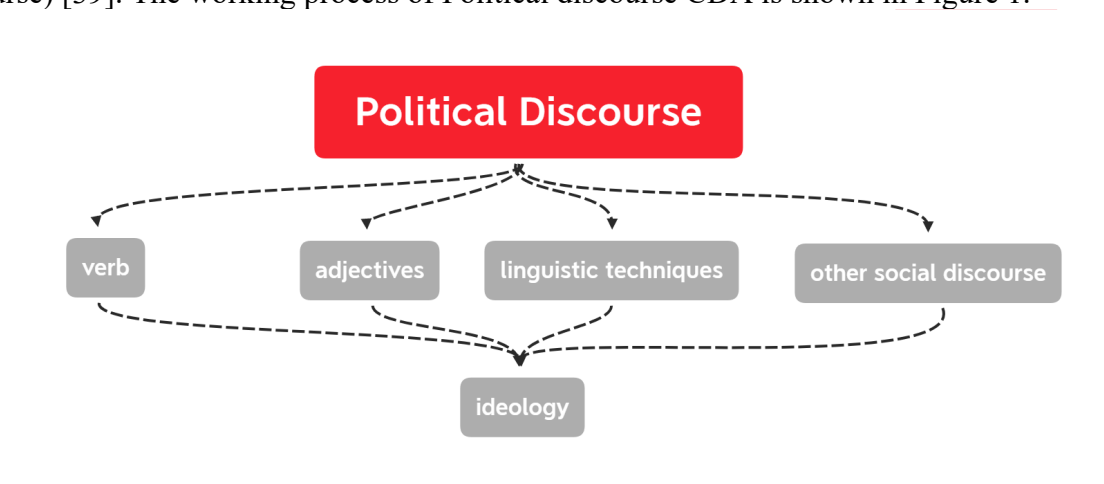 urse) [39]. The working process of Political discourse CDA is shown in Figure 1.
Political Discourse
verb
adjectives
linguistic techniques
other social discourse
ideology